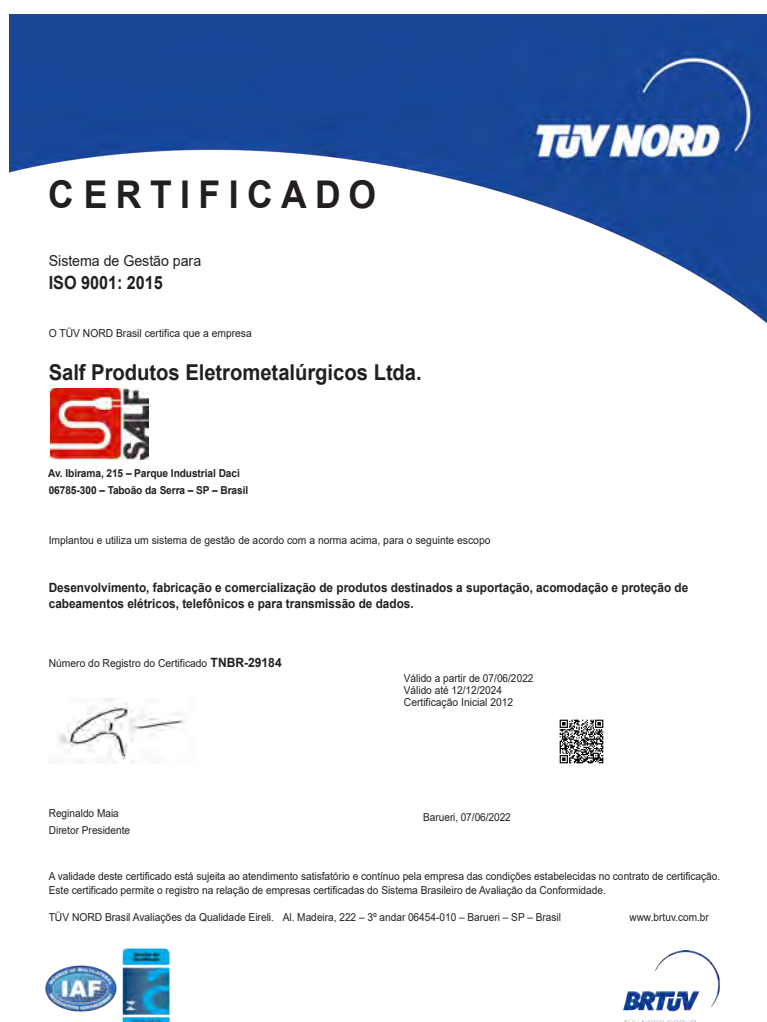 TÜV NORD
CERTIFICADO
Sistema de Gestão para
ISO 9001: 2015
O TÜV NORD Brasil certifica que a empresa
Salf Produtos Eletrometalúrgicos Ltda.
SALF
Av. Ibirama, 215 – Parque Industrial Daci
06785-300 – Taboão da Serra – SP – Brasil
Implantou e utiliza um sistema de gestão de acordo com a norma acima, para o seguinte escopo
Desenvolvimento, fabricação e comercialização de produtos destinados a suportação, acomodação e proteção de
cabeamentos elétricos, telefônicos e para transmissão de dados.
Número do Registro do Certificado TNBR-29184
Válido a partir de 07/06/2022
Válido até 12/12/2024
Certificação Inicial 2012
Reginaldo Maia
Diretor Presidente
Barueri, 07/06/2022
A validade deste certificado está sujeita ao atendimento satisfatório e contínuo pela empresa das condições estabelecidas no contrato de certificação.
Este certificado permite o registro na relação de empresas certificadas do Sistema Brasileiro de Avaliação da Conformidade.
TÜV NORD Brasil Avaliações da Qualidade Eireli. Al. Madeira, 222 – 3º andar 06454-010 – Barueri – SP – Brasil www.brtuv.com.br
IAF
BRTÜV